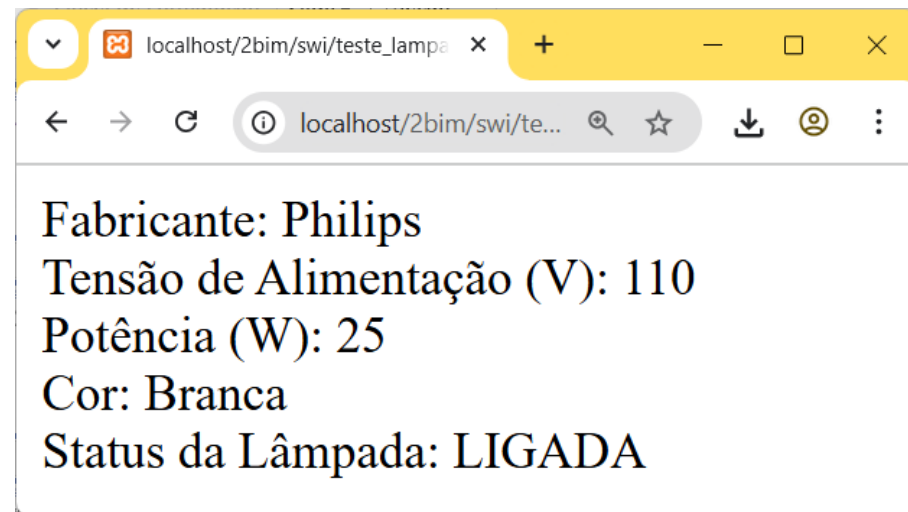 localhost/2bim/swi/teste_lampa
localhost/2bim/swi/te...
Fabricante: Philips
Tensão de Alimentação (V): 110
Potência (W): 25
Cor: Branca
Status da Lâmpada: LIGADA